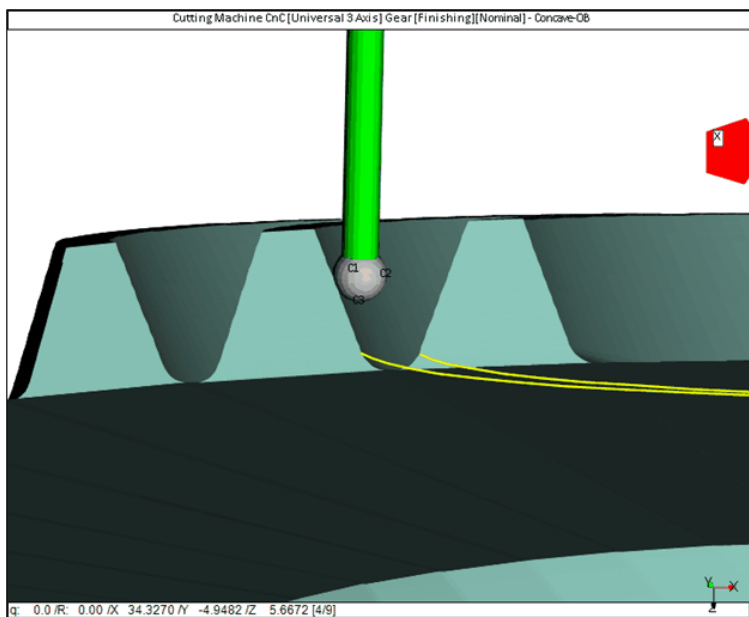 Cutting Machine CnC [Universal 3 Axis] Gear [Finishing][Nominal] - Concave-OB
X
C1
C2
C3
Y X
Z
q: 0.0 /R: 0.00 /X 34.3270 /Y -4.9482 /Z 5.6672 [4/9]